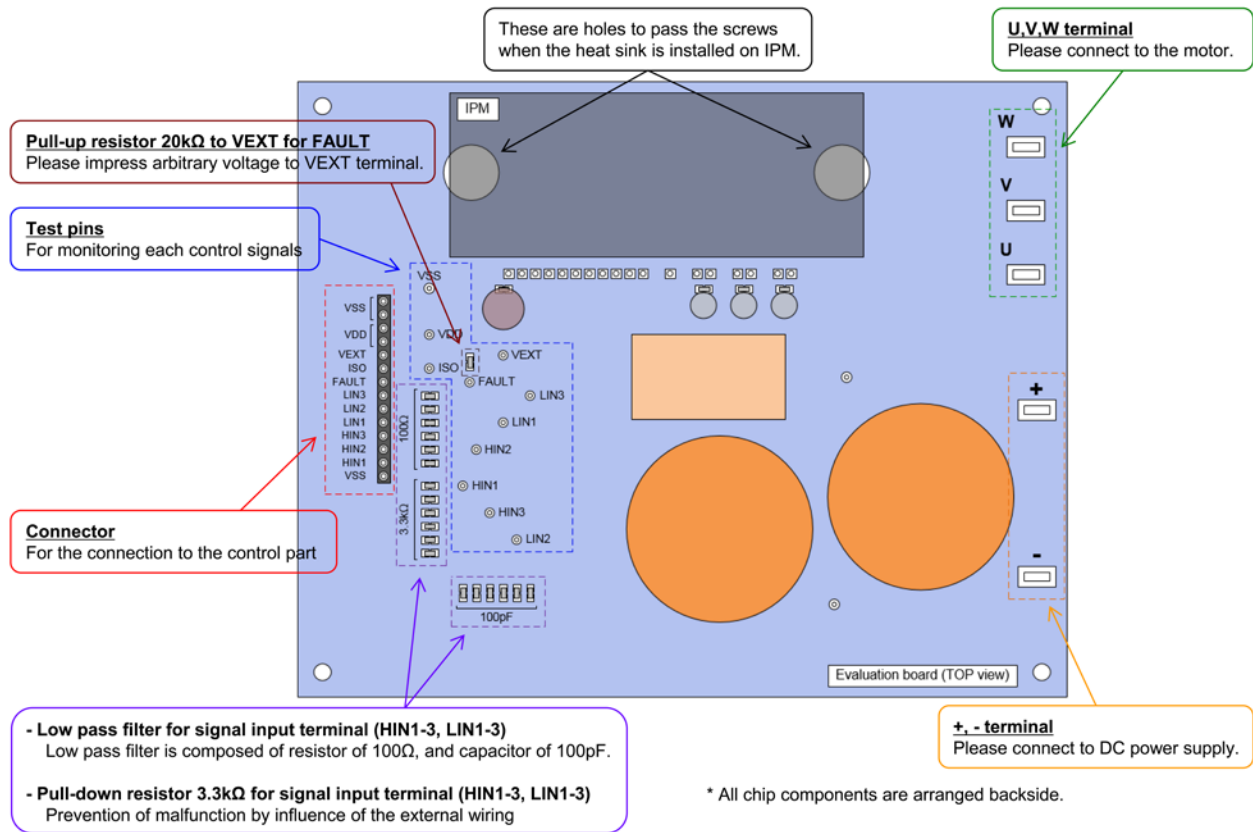 These are holes to pass the screws
when the heat sink is installed on IPM.
U,V,W terminal
Please connect to the motor.
Pull-up resistor 20kΩ to VEXT for FAULT
Please impress arbitrary voltage to VEXT terminal.
IPM
W
V
U
Test pins
For monitoring each control signals
VSS
VDD
ISO
VEXT
FAULT
LIN3
LIN1
HIN2
HIN1
HIN3
LIN2
VSS
VDD
VEXT
ISO
FAULT
LIN3
LIN2
LIN1
HIN3
HIN2
HIN1
VSS
100Ω
3.3kΩ
100pF
+
-
Connector
For the connection to the control part
Evaluation board (TOP view)
- Low pass filter for signal input terminal (HIN1-3, LIN1-3)
Low pass filter is composed of resistor of 100Ω, and capacitor of 100pF.
- Pull-down resistor 3.3kΩ for signal input terminal (HIN1-3, LIN1-3)
Prevention of malfunction by influence of the external wiring
+, - terminal
Please connect to DC power supply.
* All chip components are arranged backside.